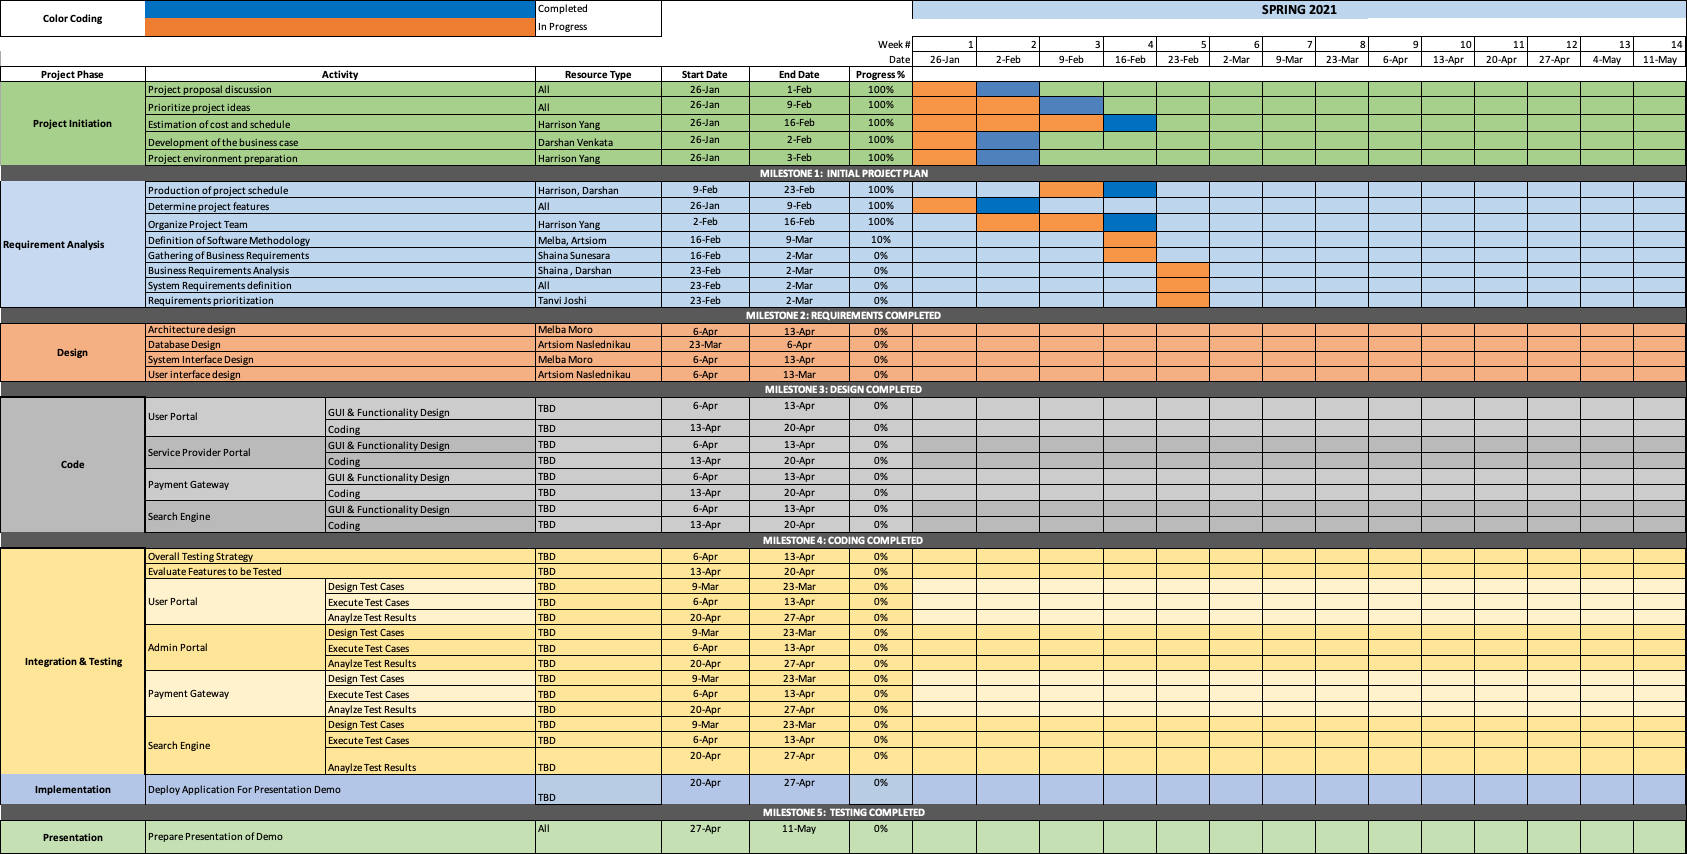 Color Coding Completed SPRING 2021
In Progress
Week # 1 2 3 4 5 6 7 8 9 10 11 12 13 14
Date 26-Jan 2-Feb 9-Feb 16-Feb 23-Feb 2-Mar 9-Mar 23-Mar 6-Apr 13-Apr 20-Apr 27-Apr 4-May 11-May
Project Phase Activity Resource Type Start Date End Date Progress %
Project Initiation
Project proposal discussion All 26-Jan 1-Feb 100%
Prioritize project ideas All 26-Jan 9-Feb 100%
Estimation of cost and schedule Harrison Yang 26-Jan 16-Feb 100%
Development of the business case Darshan Venkata 26-Jan 2-Feb 100%
Project environment preparation Harrison Yang 26-Jan 3-Feb 100%
MILESTONE 1: INITIAL PROJECT PLAN
Requirement Analysis
Production of project schedule Harrison, Darshan 9-Feb 23-Feb 100%
Determine project features All 26-Jan 9-Feb 100%
Organize Project Team Harrison Yang 2-Feb 16-Feb 100%
Definition of Software Methodology Melba, Artsiom 16-Feb 9-Mar 10%
Gathering of Business Requirements Shaina Sunesara 16-Feb 2-Mar 0%
Business Requirements Analysis Shaina , Darshan 23-Feb 2-Mar 0%
System Requirements definition All 23-Feb 2-Mar 0%
Requirements prioritization Tanvi Joshi 23-Feb 2-Mar 0%
MILESTONE 2: REQUIREMENTS COMPLETED
Design
Architecture design Melba Moro 6-Apr 13-Apr 0%
Database Design Artsiom Naslednikau 23-Mar 6-Apr 0%
System Interface Design Melba Moro 6-Apr 13-Apr 0%
User interface design Artsiom Naslednikau 6-Apr 13-Mar 0%
MILESTONE 3: DESIGN COMPLETED
Code
User Portal
GUI & Functionality Design TBD 6-Apr 13-Apr 0%
Coding TBD 13-Apr 20-Apr 0%
Service Provider Portal
GUI & Functionality Design TBD 6-Apr 13-Apr 0%
Coding TBD 13-Apr 20-Apr 0%
Payment Gateway
GUI & Functionality Design TBD 6-Apr 13-Apr 0%
Coding TBD 13-Apr 20-Apr 0%
Search Engine
GUI & Functionality Design TBD 6-Apr 13-Apr 0%
Coding TBD 13-Apr 20-Apr 0%
MILESTONE 4: CODING COMPLETED
Integration & Testing
Overall Testing Strategy TBD 6-Apr 13-Apr 0%
Evaluate Features to be Tested TBD 13-Apr 20-Apr 0%
User Portal
Design Test Cases TBD 9-Mar 23-Mar 0%
Execute Test Cases TBD 6-Apr 13-Apr 0%
Anaylze Test Results TBD 20-Apr 27-Apr 0%
Admin Portal
Design Test Cases TBD 9-Mar 23-Mar 0%
Execute Test Cases TBD 6-Apr 13-Apr 0%
Anaylze Test Results TBD 20-Apr 27-Apr 0%
Payment Gateway
Design Test Cases TBD 9-Mar 23-Mar 0%
Execute Test Cases TBD 6-Apr 13-Apr 0%
Anaylze Test Results TBD 20-Apr 27-Apr 0%
Search Engine
Design Test Cases TBD 9-Mar 23-Mar 0%
Execute Test Cases TBD 6-Apr 13-Apr 0%
Anaylze Test Results TBD 20-Apr 27-Apr 0%
Implementation
Deploy Application For Presentation Demo TBD 20-Apr 27-Apr 0%
MILESTONE 5: TESTING COMPLETED
Presentation
Prepare Presentation of Demo All 27-Apr 11-May 0%